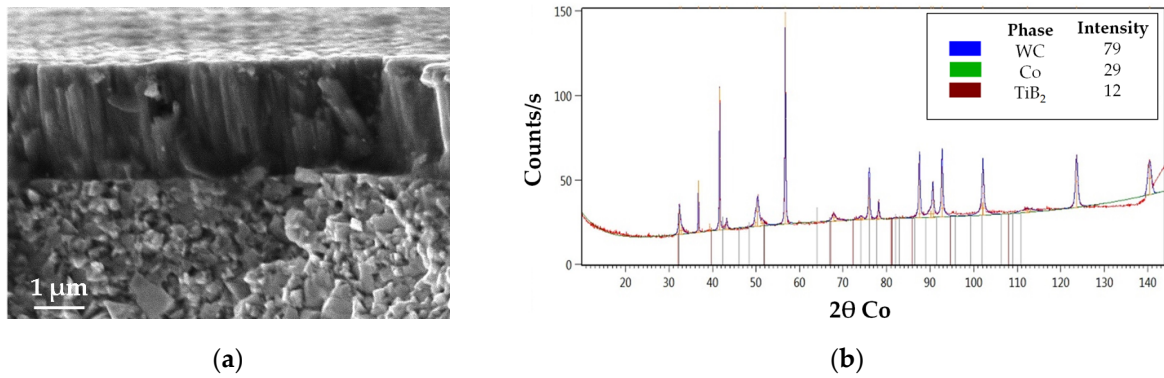 1 μm
(a)
150
100
50
0
Counts/s
20 30 40 50 60 70 80 90 100 110 120 130 140
2θ Co
Phase Intensity
WC 79
Co 29
TiB₂ 12
(b)